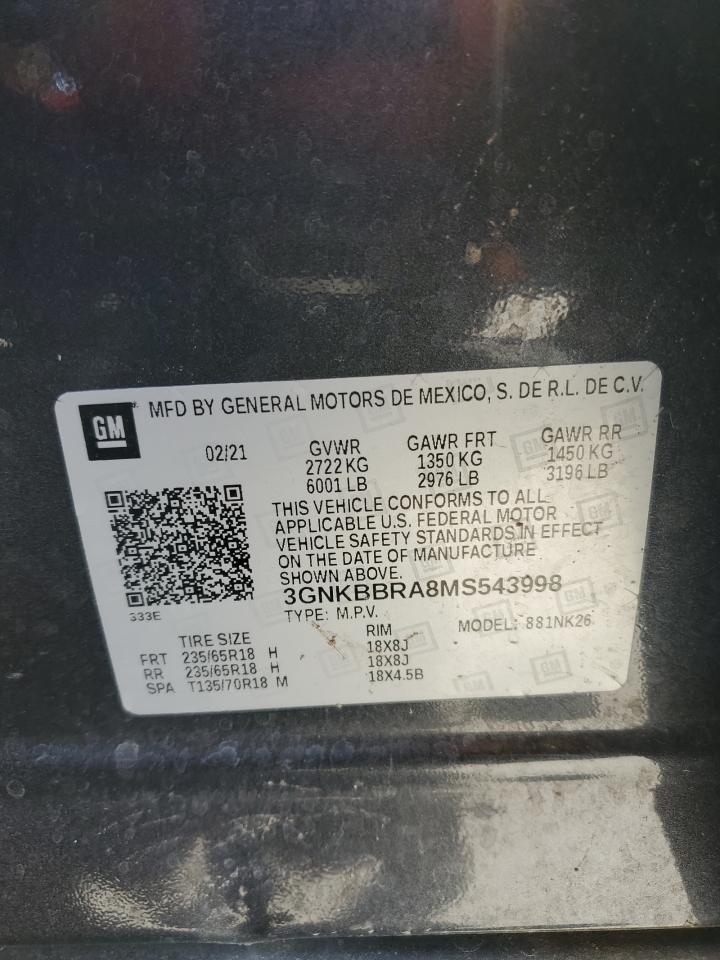 GM
MFD BY GENERAL MOTORS DE MEXICO, S. DE R.L. DE C.V.
02/21 GVWR GAWR FRT GAWR RR
2722 KG 1350 KG 1450 KG
6001 LB 2976 LB 3196 LB
THIS VEHICLE CONFORMS TO ALL
APPLICABLE U.S. FEDERAL MOTOR
VEHICLE SAFETY STANDARDS IN EFFECT
ON THE DATE OF MANUFACTURE
SHOWN ABOVE.
3GNKBBRA8MS543998
333E
TYPE: M.P.V. MODEL: 881NK26
TIRE SIZE RIM
FRT 235/65R18 H 18X8J
RR 235/65R18 H 18X8J
SPA T135/70R18 M 18X4.5B